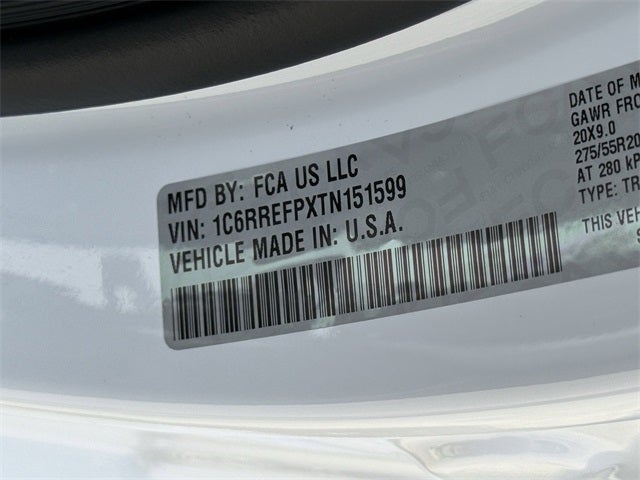 MFD BY: FCA US LLC
VIN: 1C6RREFPXTN151599
VEHICLE MADE IN: U.S.A.
DATE OF M
GAWR FRO
20X9.0
275/55R20
AT 280 kP
TYPE: TR
THIS VEH
S